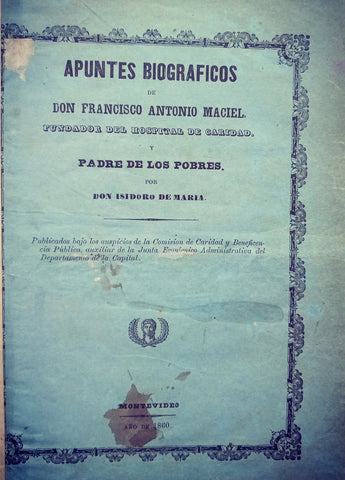 APUNTES BIOGRAFICOS
DE
DON FRANCISCO ANTONIO MACIEL,
FUNDADOR DEL HOSPITAL DE CARIDAD,
Y
PADRE DE LOS POBRES,
POR
DON ISIDORO DE MARIA.
Publicados bajo los auspicios de la Comision de Caridad y Beneficen-
cia Pública, auxiliar de la Junta Económico Administrativa del
Departamento de la Capital.
MONTEVIDEO
AÑO DE 1860.